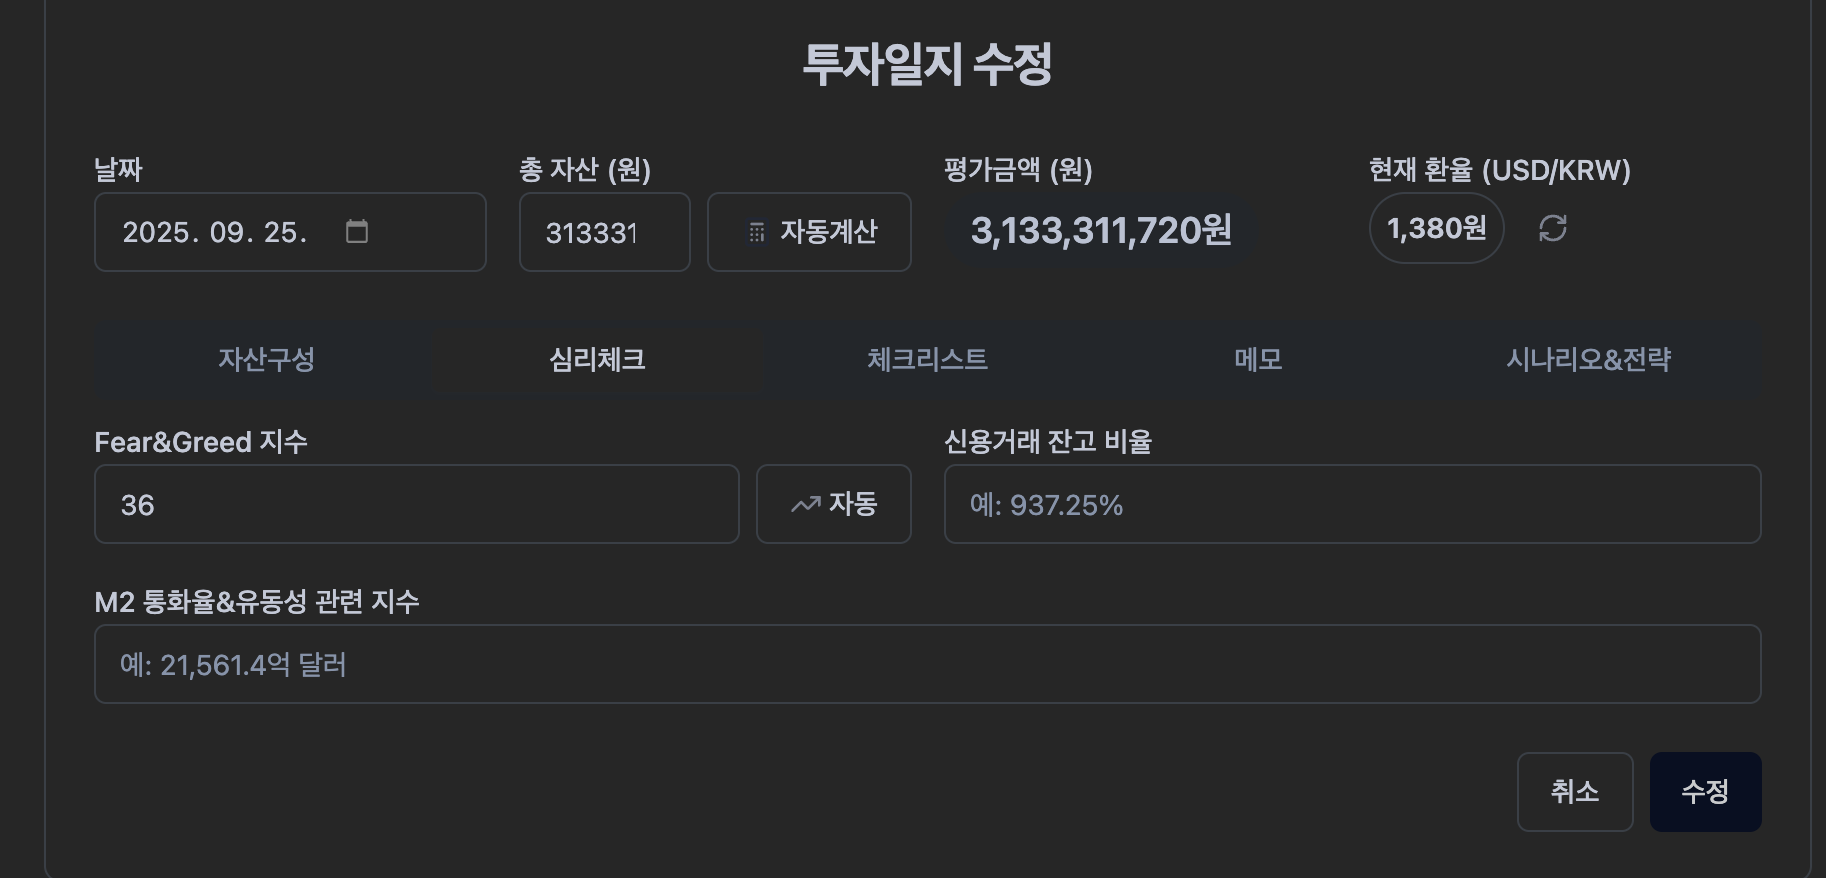 투자일지 수정
날짜
2025. 09. 25.
총 자산 (원)
313331
자동계산
평가금액 (원)
3,133,311,720원
현재 환율 (USD/KRW)
1,380원
자산구성
심리체크
체크리스트
메모
시나리오&전략
Fear&Greed 지수
36
자동
신용거래 잔고 비율
예: 937.25%
M2 통화율&유동성 관련 지수
예: 21,561.4억 달러
취소
수정